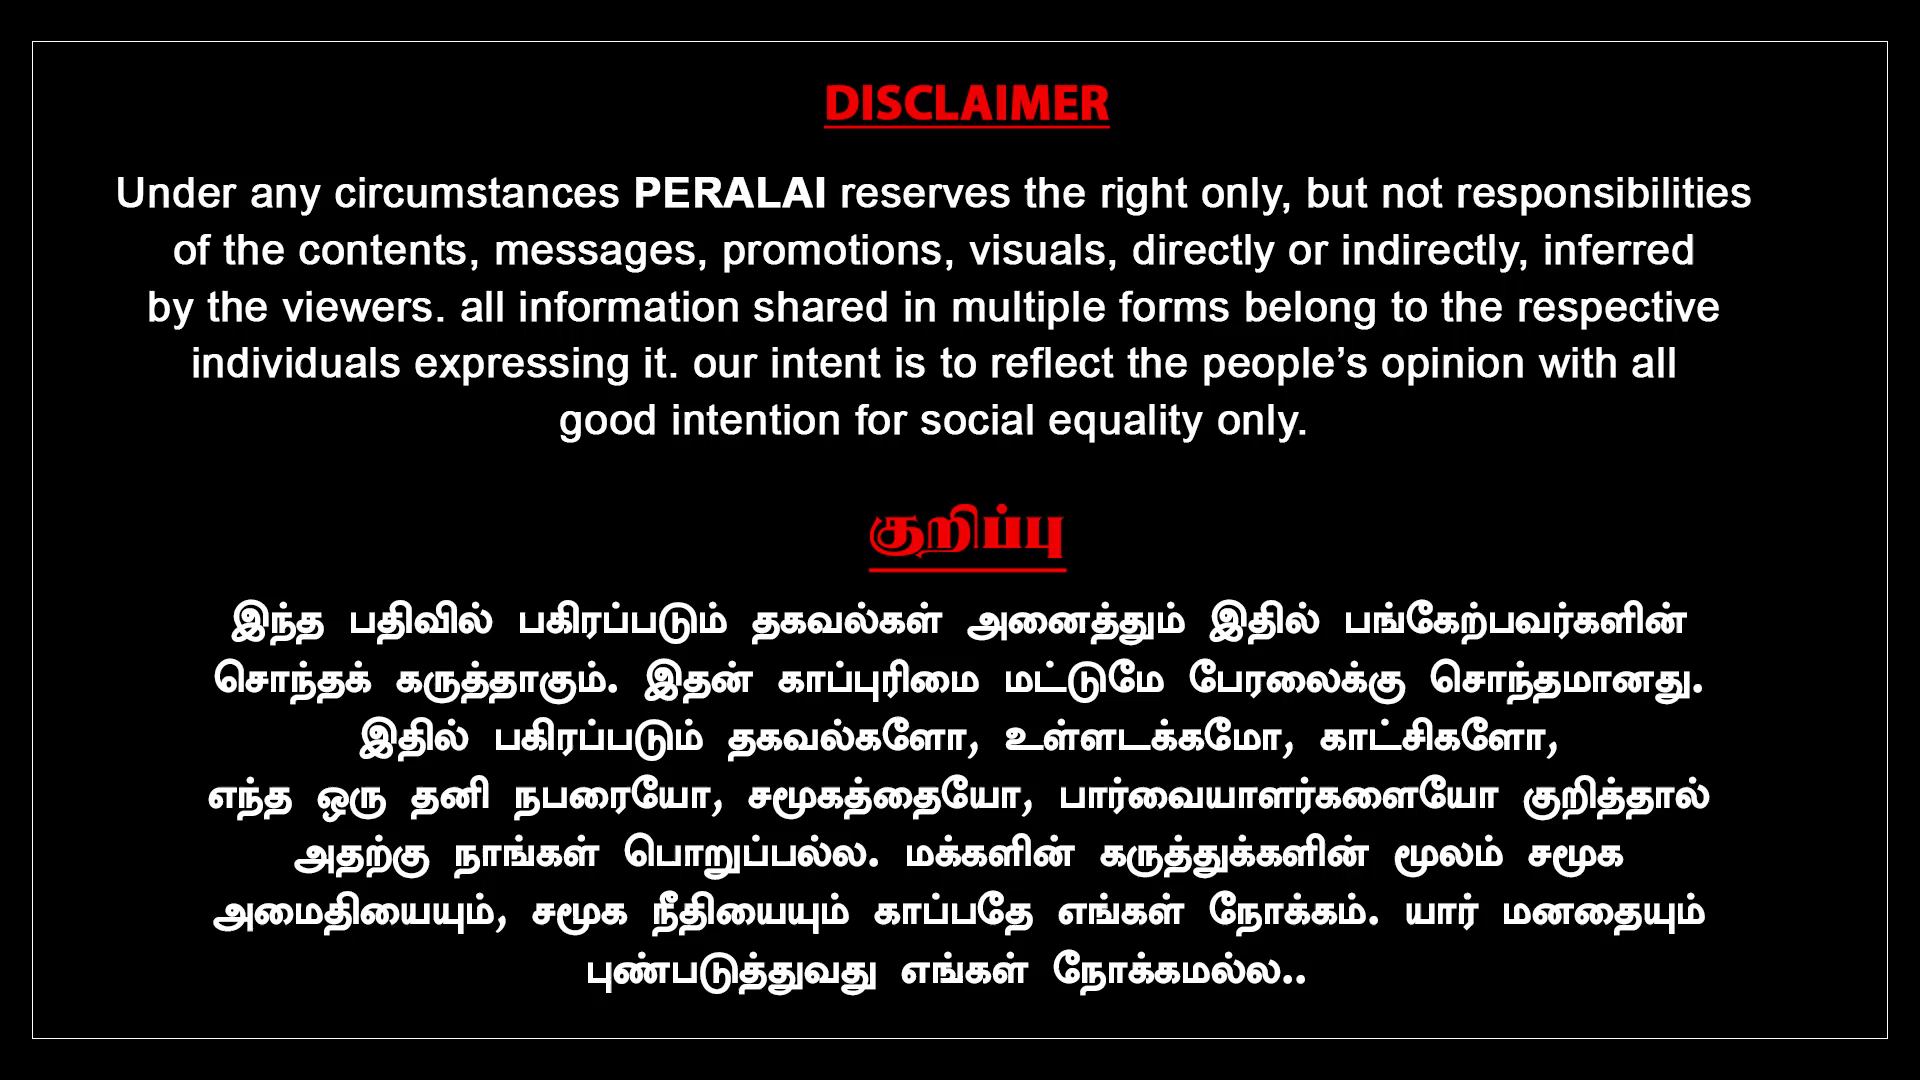 DISCLAIMER
Under any circumstances PERALAI reserves the right only, but not responsibilities
of the contents, messages, promotions, visuals, directly or indirectly, inferred
by the viewers. all information shared in multiple forms belong to the respective
individuals expressing it. our intent is to reflect the people’s opinion with all
good intention for social equality only.
குறிப்பு
இந்த பதிவில் பகிரப்படும் தகவல்கள் அனைத்தும் இதில் பங்கேற்பவர்களின்
சொந்தக் கருத்தாகும். இதன் காப்புரிமை மட்டுமே பேரலைக்கு சொந்தமானது.
இதில் பகிரப்படும் தகவல்களோ, உள்ளடக்கமோ, காட்சிகளோ,
எந்த ஒரு தனி நபரையோ, சமூகத்தையோ, பார்வையாளர்களையோ குறித்தால்
அதற்கு நாங்கள் பொறுப்பல்ல. மக்களின் கருத்துக்களின் மூலம் சமூக
அமைதியையும், சமூக நீதியையும் காப்பதே எங்கள் நோக்கம். யார் மனதையும்
புண்படுத்துவது எங்கள் நோக்கமல்ல..